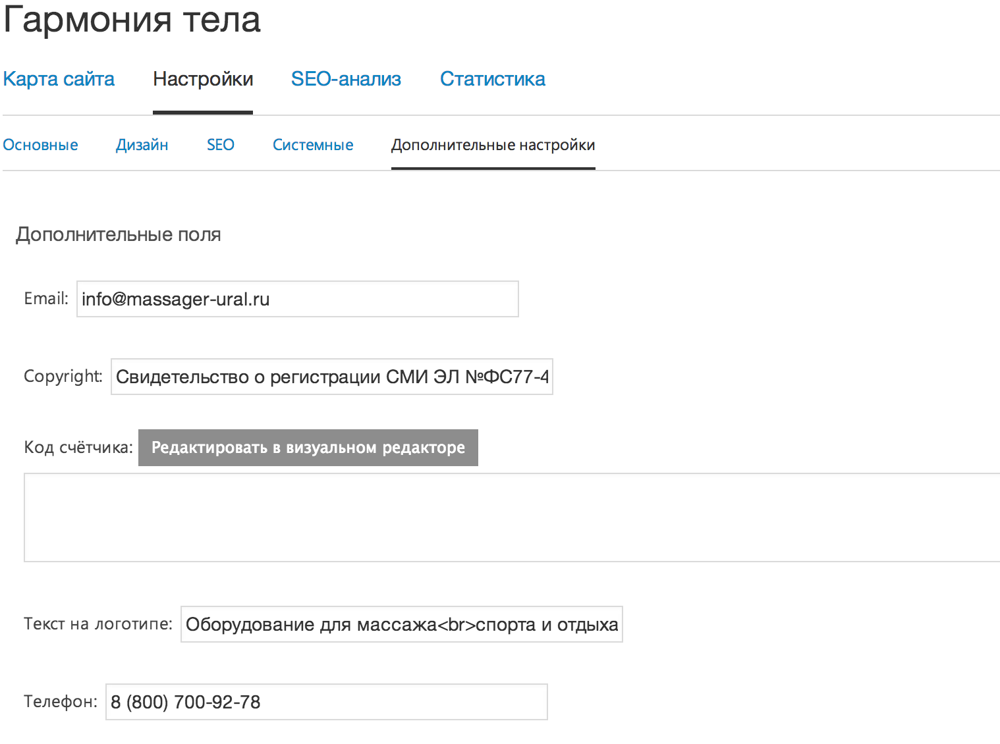 Гармония тела
Карта сайта Настройки SEO-анализ Статистика
Основные Дизайн SEO Системные Дополнительные настройки
Дополнительные поля
Email: info@massager-ural.ru
Copyright: Свидетельство о регистрации СМИ ЭЛ №ФС77-4
Код счётчика: Редактировать в визуальном редакторе
Текст на логотипе: Оборудование для массажа<br>спорта и отдыха
Телефон: 8 (800) 700-92-78